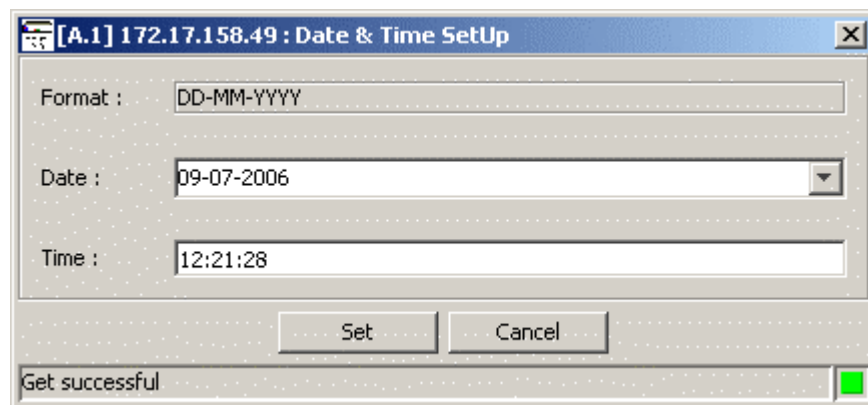 [A.1] 172.17.158.49 : Date & Time SetUp
Format : DD-MM-YYYY
Date : 09-07-2006
Time : 12:21:28
Set Cancel
Get successful